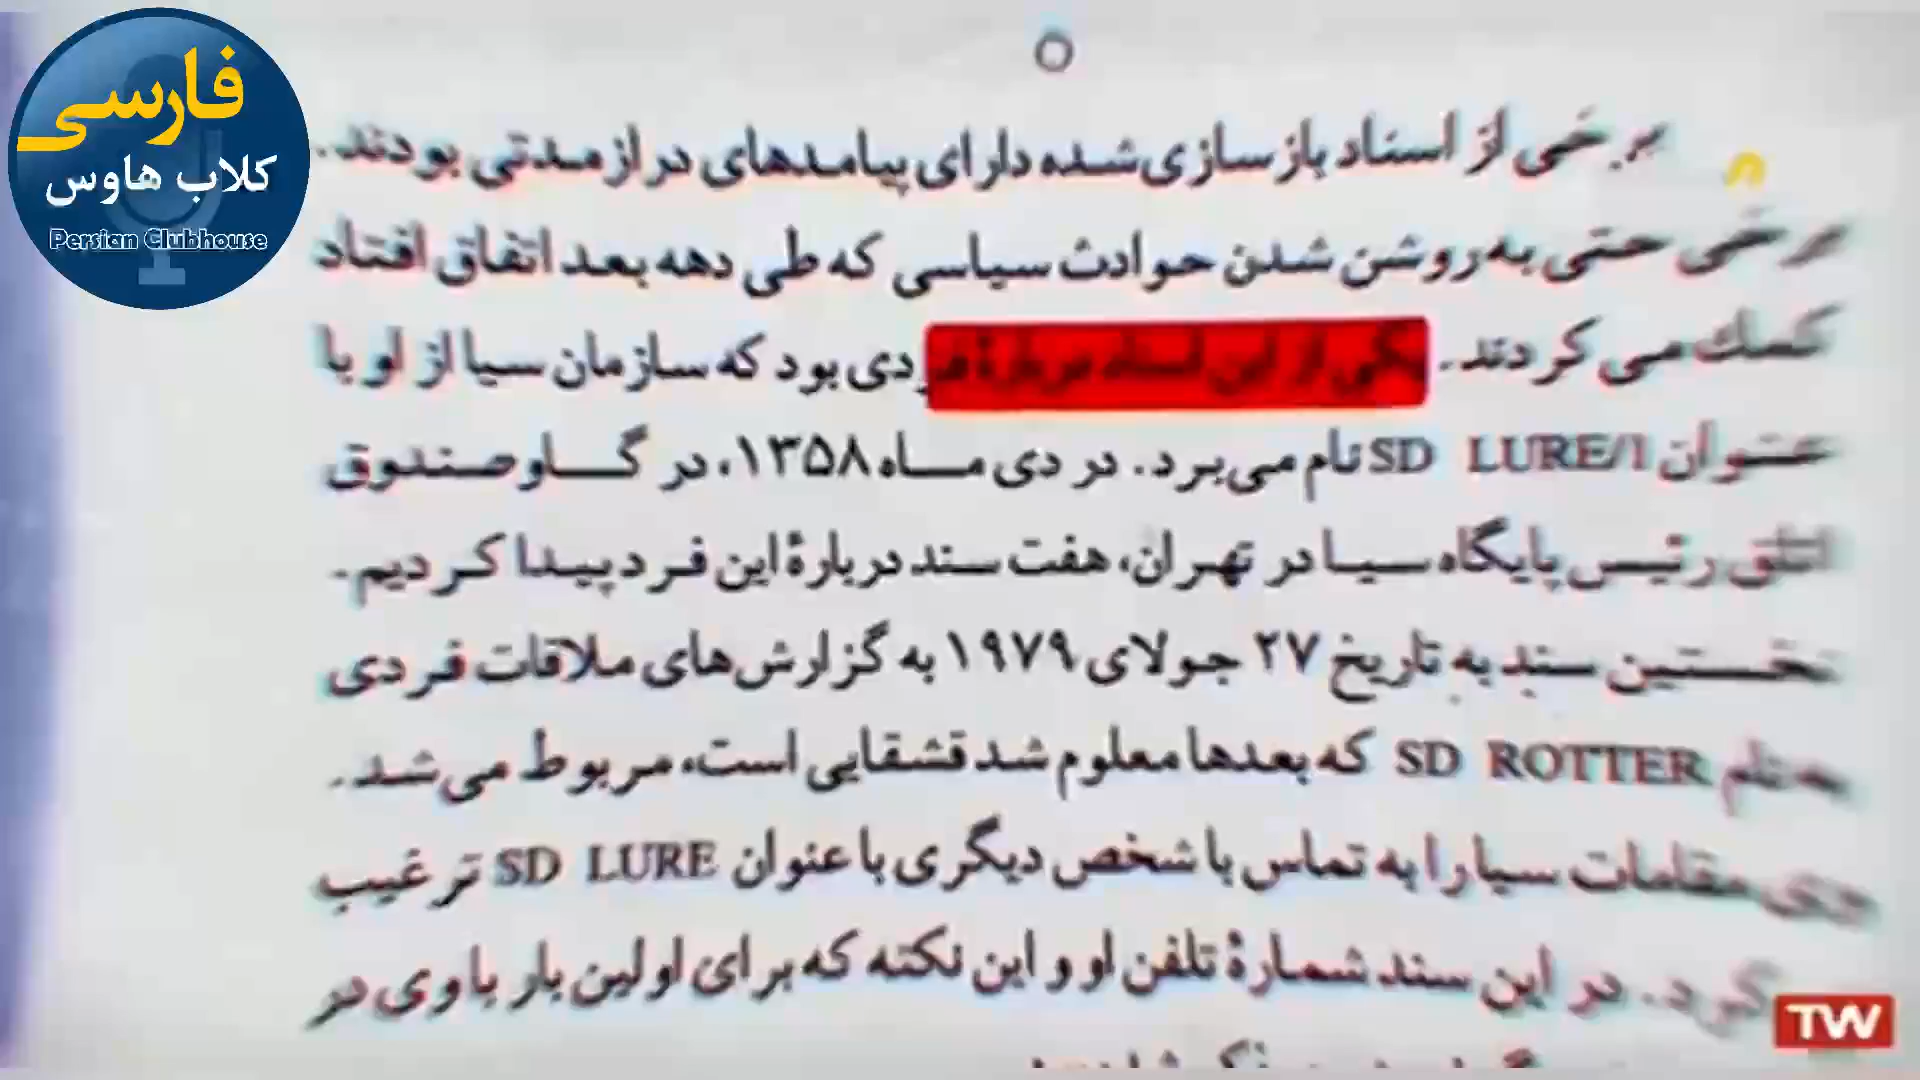 فارسی
کلاب هاوس
Persian Clubhouse
برخی از اسناد بازسازی‌شده دارای پیامدهای درازمدتی بودند.
برخی حتی به روشن شدن حوادث سیاسی که طی دهه بعد اتفاق افتاد
کمک می‌کردند. یکی از این اسناد دربارهٔ فردی بود که سازمان سیا از او با
عنوان SD LURE/1 نام می‌برد. در دی ماه ۱۳۵۸، در گاوصندوق
اتاق رئیس پایگاه سیا در تهران، هفت سند دربارهٔ این فرد پیدا کردیم.
نخستین سند به تاریخ ۲۷ جولای ۱۹۷۹ به گزارش‌های ملاقات فردی
به نام SD ROTTER که بعدها معلوم شد قشقایی است، مربوط می‌شد.
وی مقامات سیا را به تماس با شخص دیگری با عنوان SD LURE ترغیب
کرد. در این سند شمارهٔ تلفن او و این نکته که برای اولین بار با وی در
TW